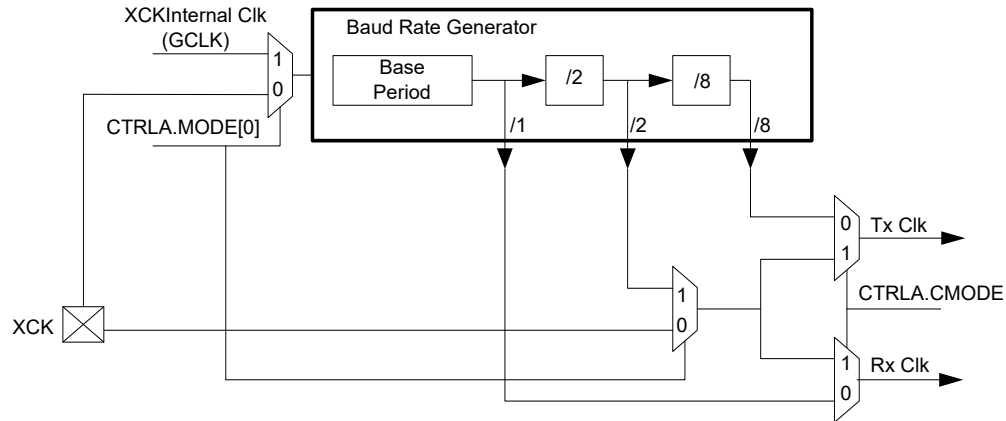 XCKInternal Clk
(GCLK)
Baud Rate Generator
1
0
Base
Period
/2
/8
CTRLA.MODE[0]
/1
/2
/8
0
Tx Clk
1
CTRLA.CMODE
1
0
XCK
1
Rx Clk
0